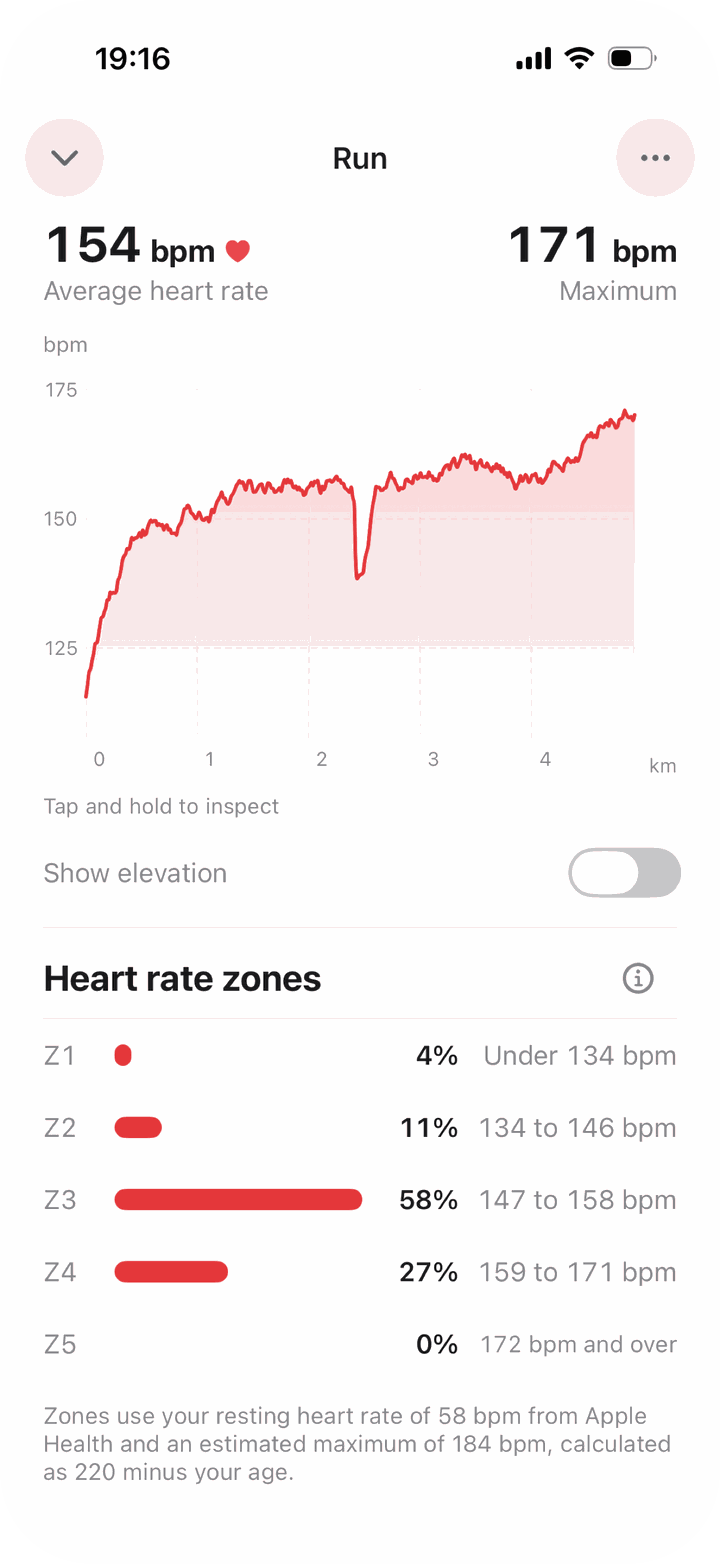 19:16
Run
154 bpm
171 bpm
Average heart rate
Maximum
bpm
175
150
125
0 1 2 3 4 km
Tap and hold to inspect
Show elevation
Heart rate zones
Z1 4% Under 134 bpm
Z2 11% 134 to 146 bpm
Z3 58% 147 to 158 bpm
Z4 27% 159 to 171 bpm
Z5 0% 172 bpm and over
Zones use your resting heart rate of 58 bpm from Apple
Health and an estimated maximum of 184 bpm, calculated
as 220 minus your age.